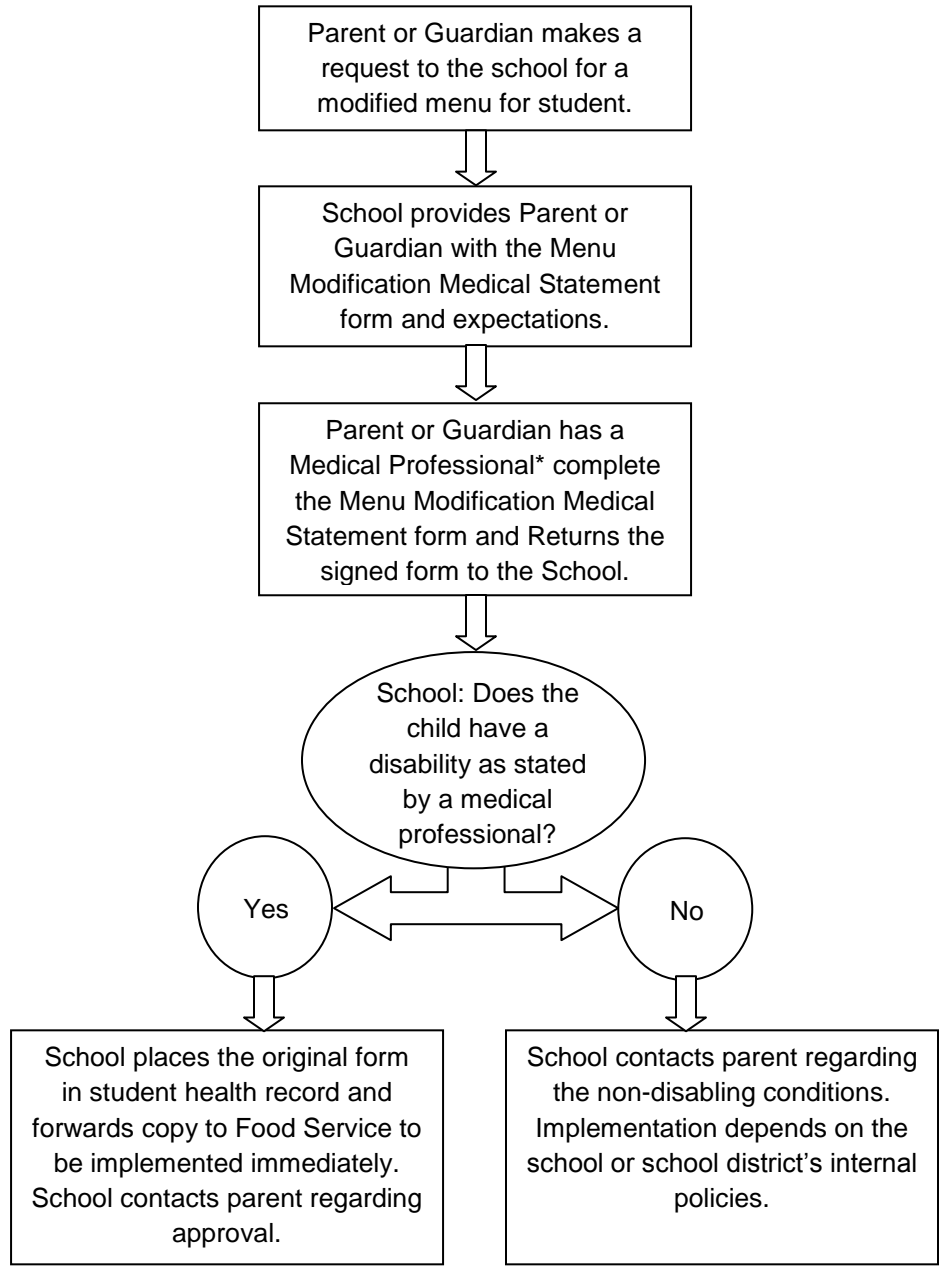 Parent or Guardian makes a
request to the school for a
modified menu for student.
School provides Parent or
Guardian with the Menu
Modification Medical Statement
form and expectations.
Parent or Guardian has a
Medical Professional* complete
the Menu Modification Medical
Statement form and Returns the
signed form to the School.
School: Does the
child have a
disability as stated
by a medical
professional?
Yes
No
School places the original form
in student health record and
forwards copy to Food Service to
be implemented immediately.
School contacts parent regarding
approval.
School contacts parent regarding
the non-disabling conditions.
Implementation depends on the
school or school district’s internal
policies.